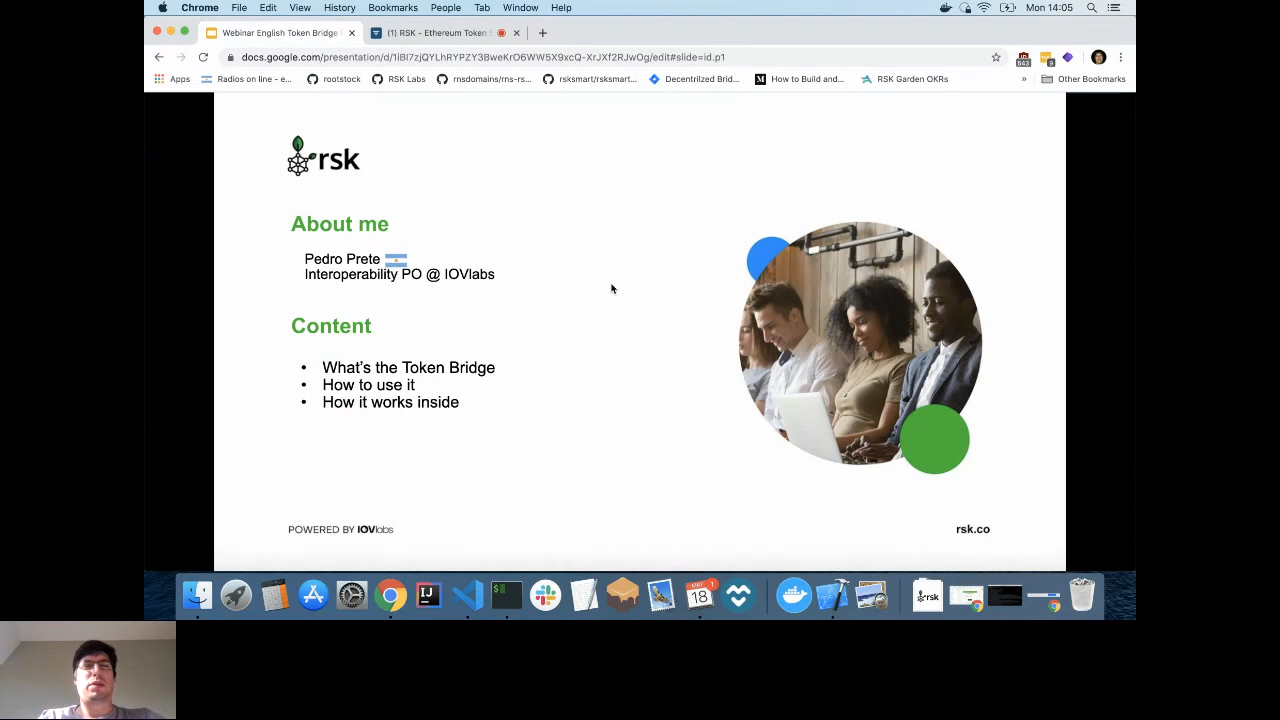 Chrome File Edit View History Bookmarks People Tab Window Help Mon 14:05
Webinar English Token Bridge (1) RSK - Ethereum Token
docs.google.com/presentation/d/1iBI7zjQYLhRYPZY3BweKrO6WW5X9xcQ-XrJXf2RJwOg/edit#slide=id.p1
Apps Radios on line - e... rootstock RSK Labs rnsdomains/rns-rs... rsksmart/rsksmart... Decentrilzed Brid... How to Build and... RSK Garden OKRs » Other Bookmarks
rsk
About me
Pedro Prete
Interoperability PO @ IOVlabs
Content
• What's the Token Bridge
• How to use it
• How it works inside
POWERED BY IOVlabs
rsk.co
18
rsk